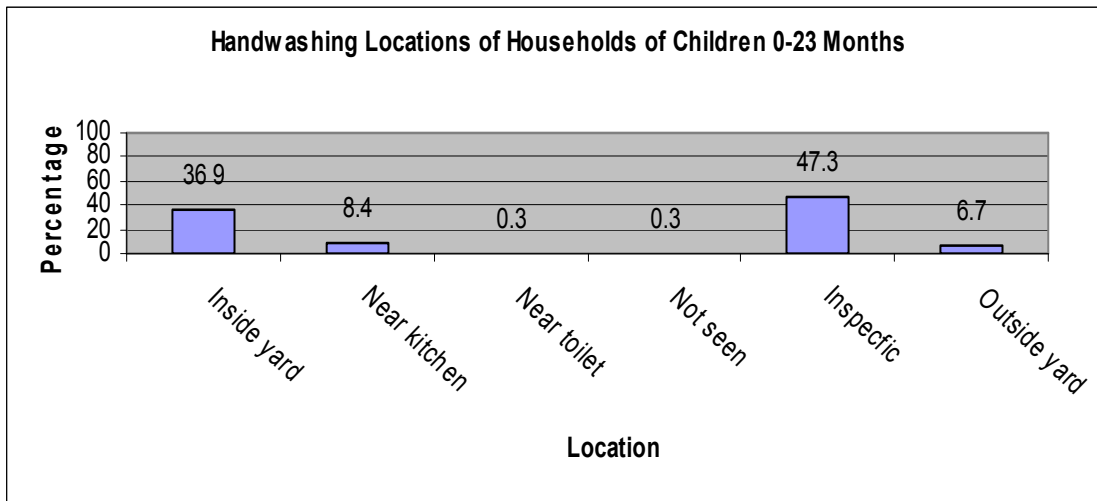 Handwashing Locations of Households of Children 0-23 Months
Percentage
100
80
60
40
20
0
36 9
8.4
0.3
0.3
47.3
6.7
Inside yard
Near kitchen
Near toilet
Not seen
Inspecfic
Outside yard
Location